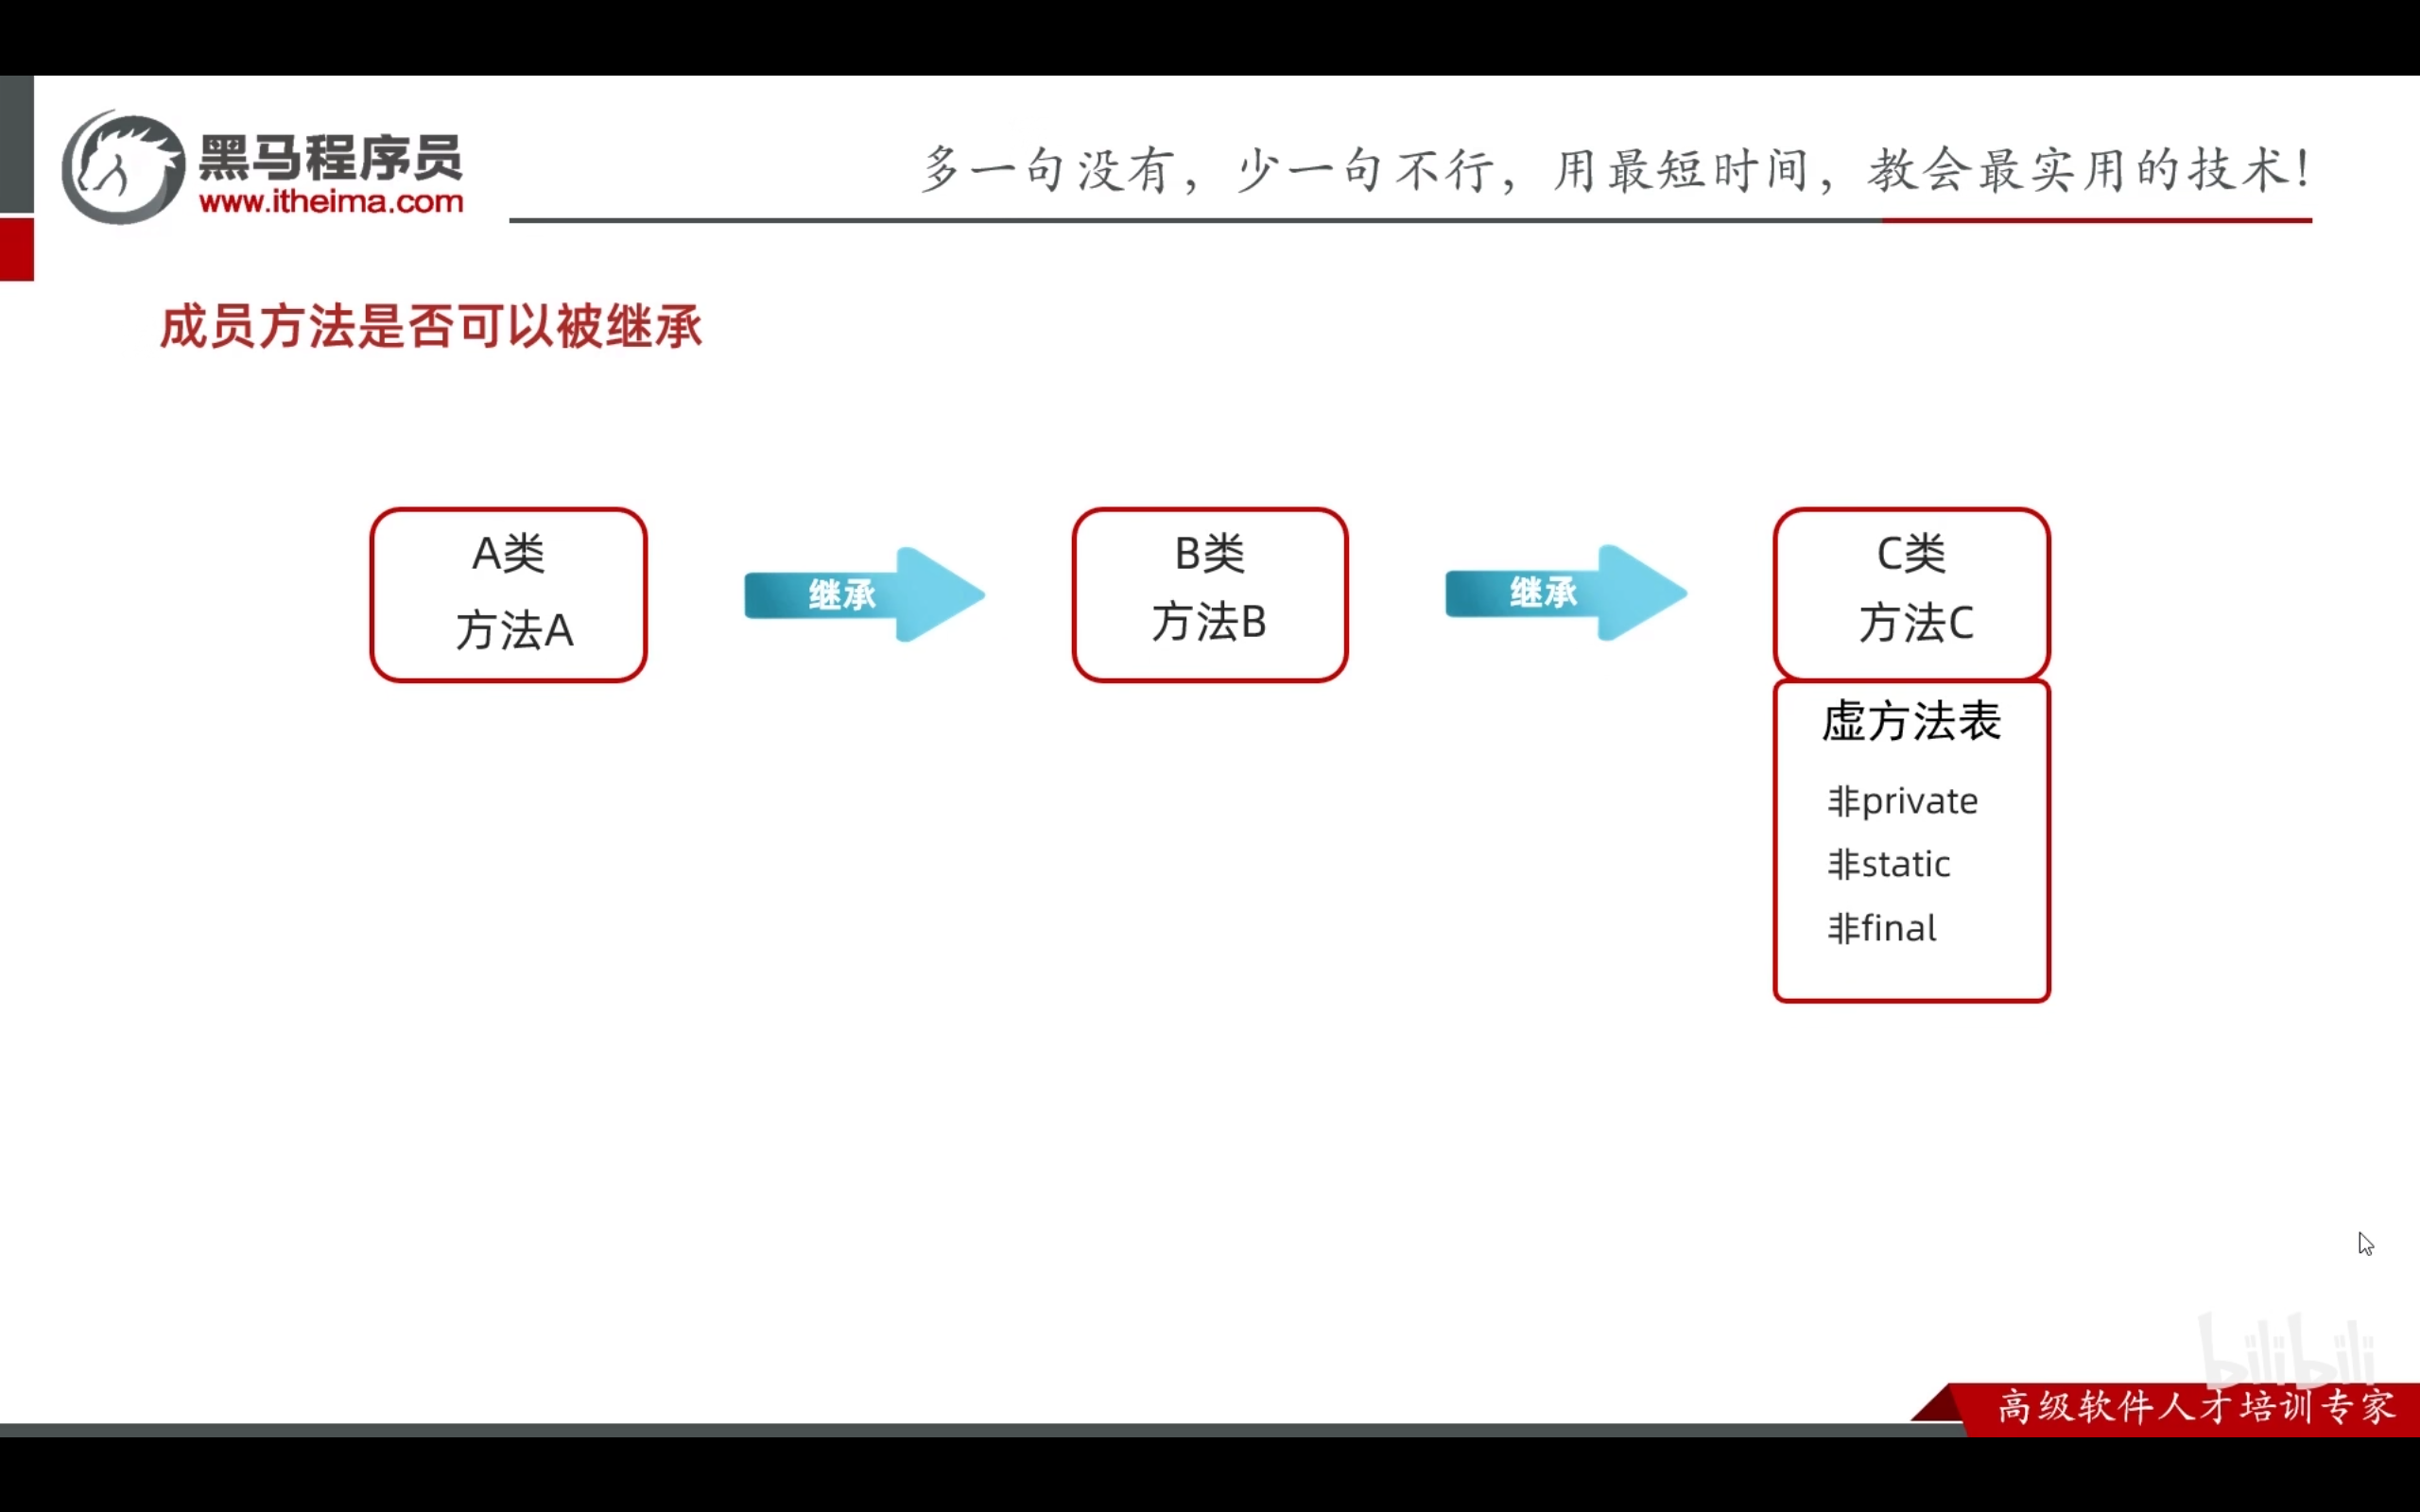 黑马程序员
www.itheima.com
多一句没有，少一句不行，用最短时间，教会最实用的技术！
成员方法是否可以被继承
A类
方法A
继承
B类
方法B
继承
C类
方法C
虚方法表
非private
非static
非final
bilibili
高级软件人才培训专家